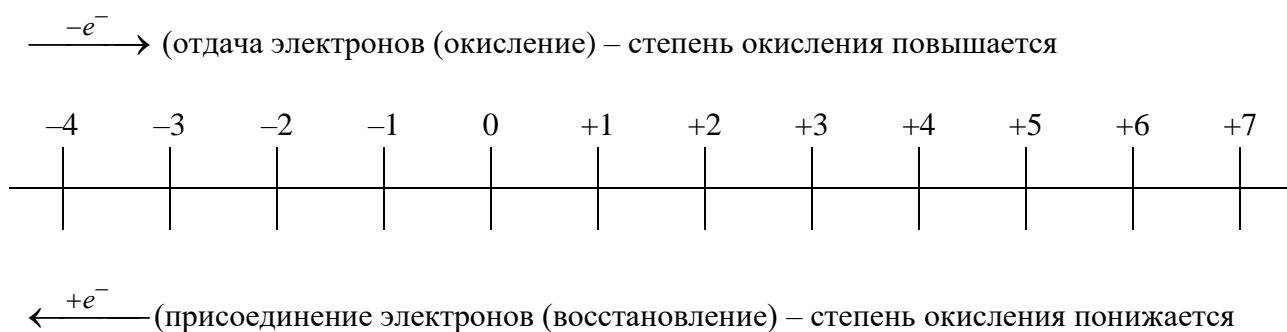 –e⁻ (отдача электронов (окисление) – степень окисления повышается
–4 –3 –2 –1 0 +1 +2 +3 +4 +5 +6 +7
+e⁻ (присоединение электронов (восстановление) – степень окисления понижается